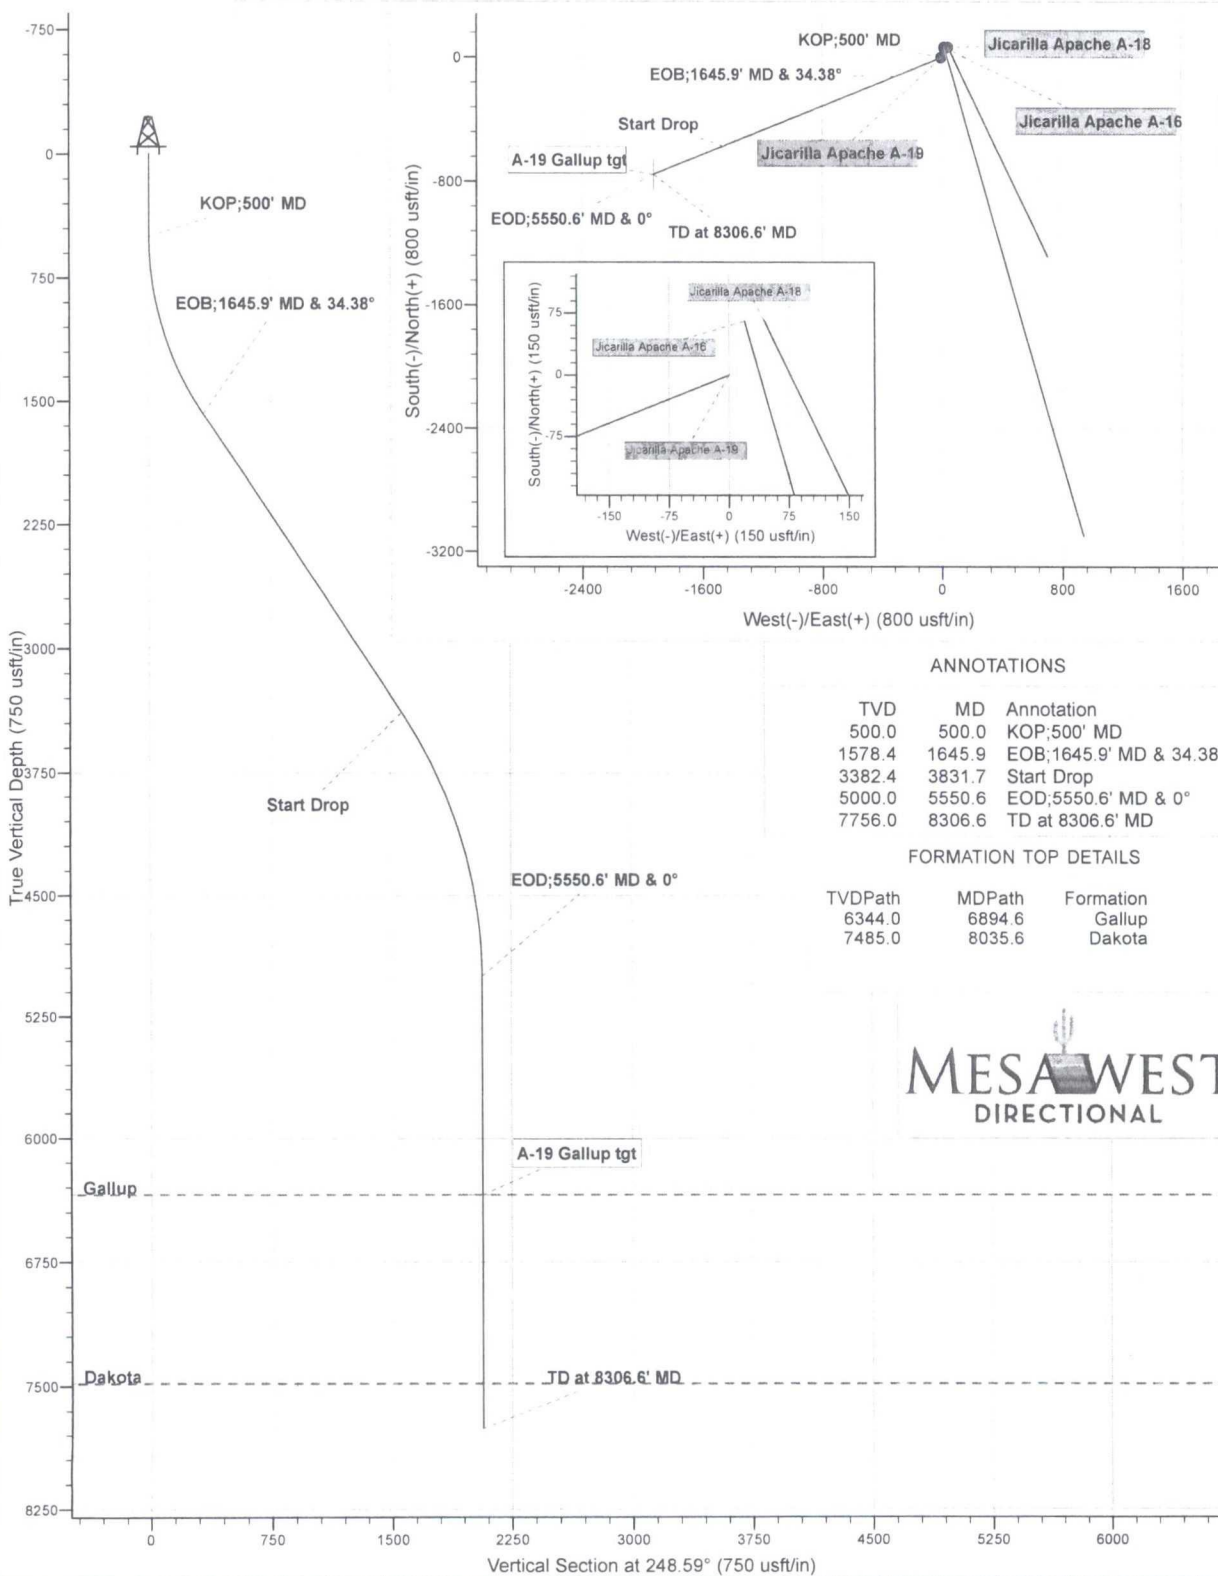 -750
0
750
1500
2250
3000
3750
4500
5250
6000
6750
7500
8250
True Vertical Depth (750 usft/in)
KOP;500' MD
EOB;1645.9' MD & 34.38°
Start Drop
EOD;5550.6' MD & 0°
A-19 Gallup tgt
Gallup
Dakota
TD at 8306.6' MD
0
750
1500
2250
3000
3750
4500
5250
6000
Vertical Section at 248.59° (750 usft/in)
0
-800
-1600
-2400
-3200
South(-)/North(+) (800 usft/in)
KOP;500' MD
Jicarilla Apache A-18
EOB;1645.9' MD & 34.38°
Jicarilla Apache A-16
Start Drop
Jicarilla Apache A-19
A-19 Gallup tgt
EOD;5550.6' MD & 0°
TD at 8306.6' MD
-2400
-1600
-800
0
800
1600
West(-)/East(+) (800 usft/in)
75
0
-75
South(-)/North(+) (150 usft/in)
Jicarilla Apache A-18
Jicarilla Apache A-16
Jicarilla Apache A-19
-150
-75
0
75
150
West(-)/East(+) (150 usft/in)
ANNOTATIONS
TVD MD Annotation
500.0 500.0 KOP;500' MD
1578.4 1645.9 EOB;1645.9' MD & 34.38
3382.4 3831.7 Start Drop
5000.0 5550.6 EOD;5550.6' MD & 0°
7756.0 8306.6 TD at 8306.6' MD
FORMATION TOP DETAILS
TVDPath MDPath Formation
6344.0 6894.6 Gallup
7485.0 8035.6 Dakota
MESA WEST
DIRECTIONAL